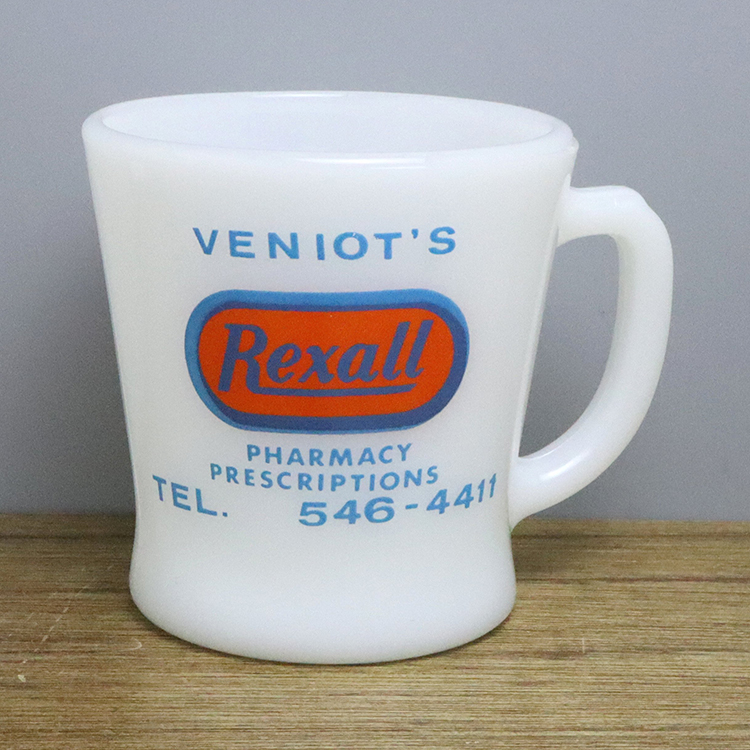 VENIOT'S
Rexall
PHARMACY
PRESCRIPTIONS
TEL. 546-4411